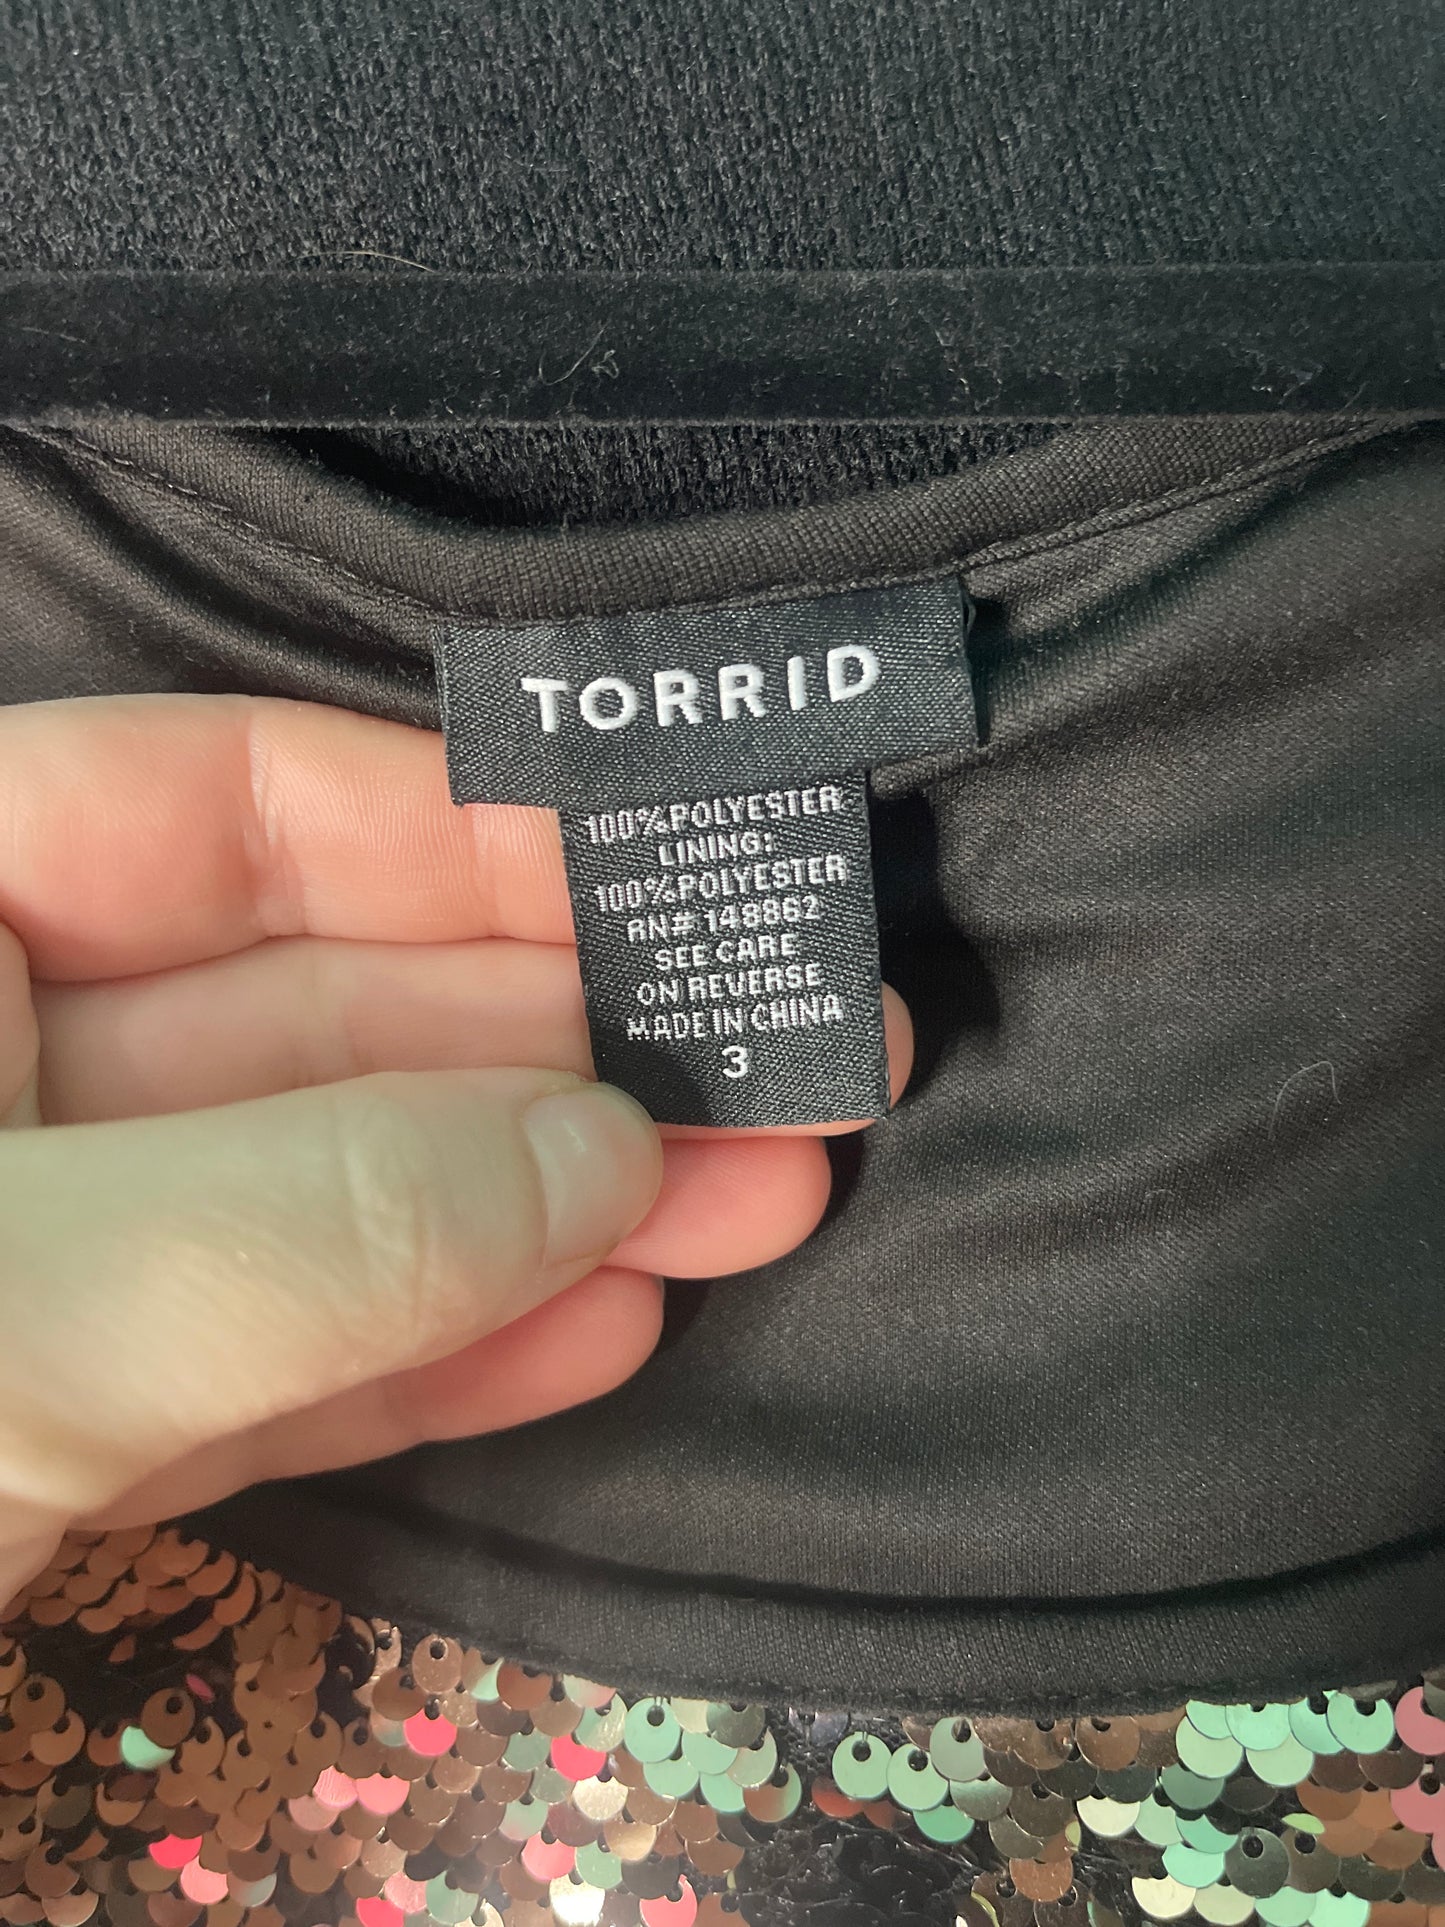 TORRID
100% POLYESTER
LINING:
100% POLYESTER
RN# 148862
SEE CARE
ON REVERSE
MADE IN CHINA
3